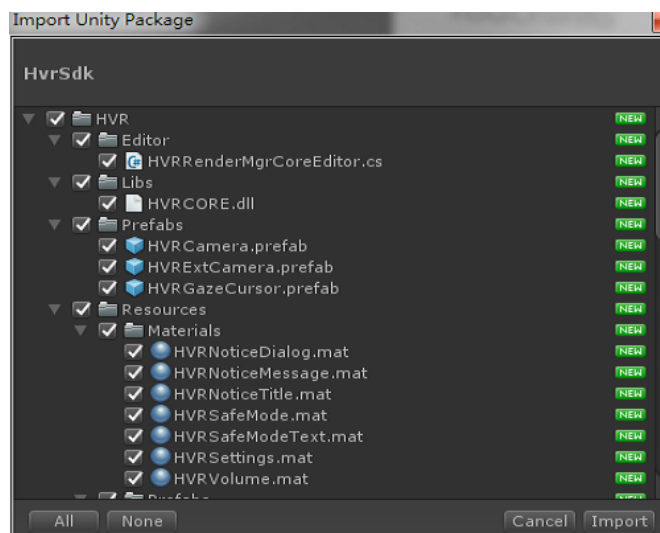 Import Unity Package
HvrSdk
HVR NEW
Editor NEW
HVRRenderMgrCoreEditor.cs NEW
Libs NEW
HVRCORE.dll NEW
Prefabs NEW
HVRCamera.prefab NEW
HVRExtCamera.prefab NEW
HVRGazeCursor.prefab NEW
Resources NEW
Materials NEW
HVRNoticeDialog.mat NEW
HVRNoticeMessage.mat NEW
HVRNoticeTitle.mat NEW
HVRSafeMode.mat NEW
HVRSafeModeText.mat NEW
HVRSettings.mat NEW
HVRVolume.mat NEW
Prefabs NEW
All None Cancel Import